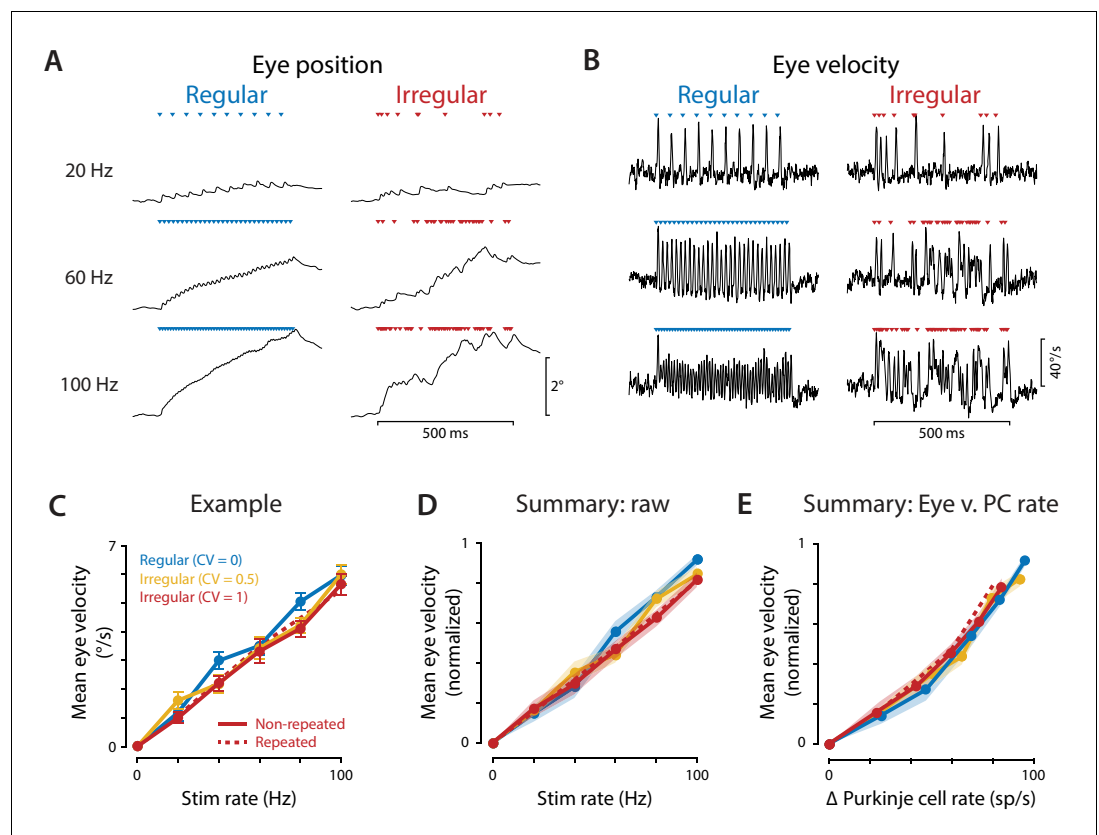 A
Eye position
Regular
Irregular
20 Hz
60 Hz
100 Hz
2°
500 ms
B
Eye velocity
Regular
Irregular
40°/s
500 ms
C
Example
7
Regular (CV = 0)
Irregular (CV = 0.5)
Irregular (CV = 1)
Mean eye velocity
(°/s)
0
Non-repeated
Repeated
0
100
Stim rate (Hz)
D
Summary: raw
1
Mean eye velocity
(normalized)
0
0
100
Stim rate (Hz)
E
Summary: Eye v. PC rate
1
Mean eye velocity
(normalized)
0
0
100
Δ Purkinje cell rate (sp/s)